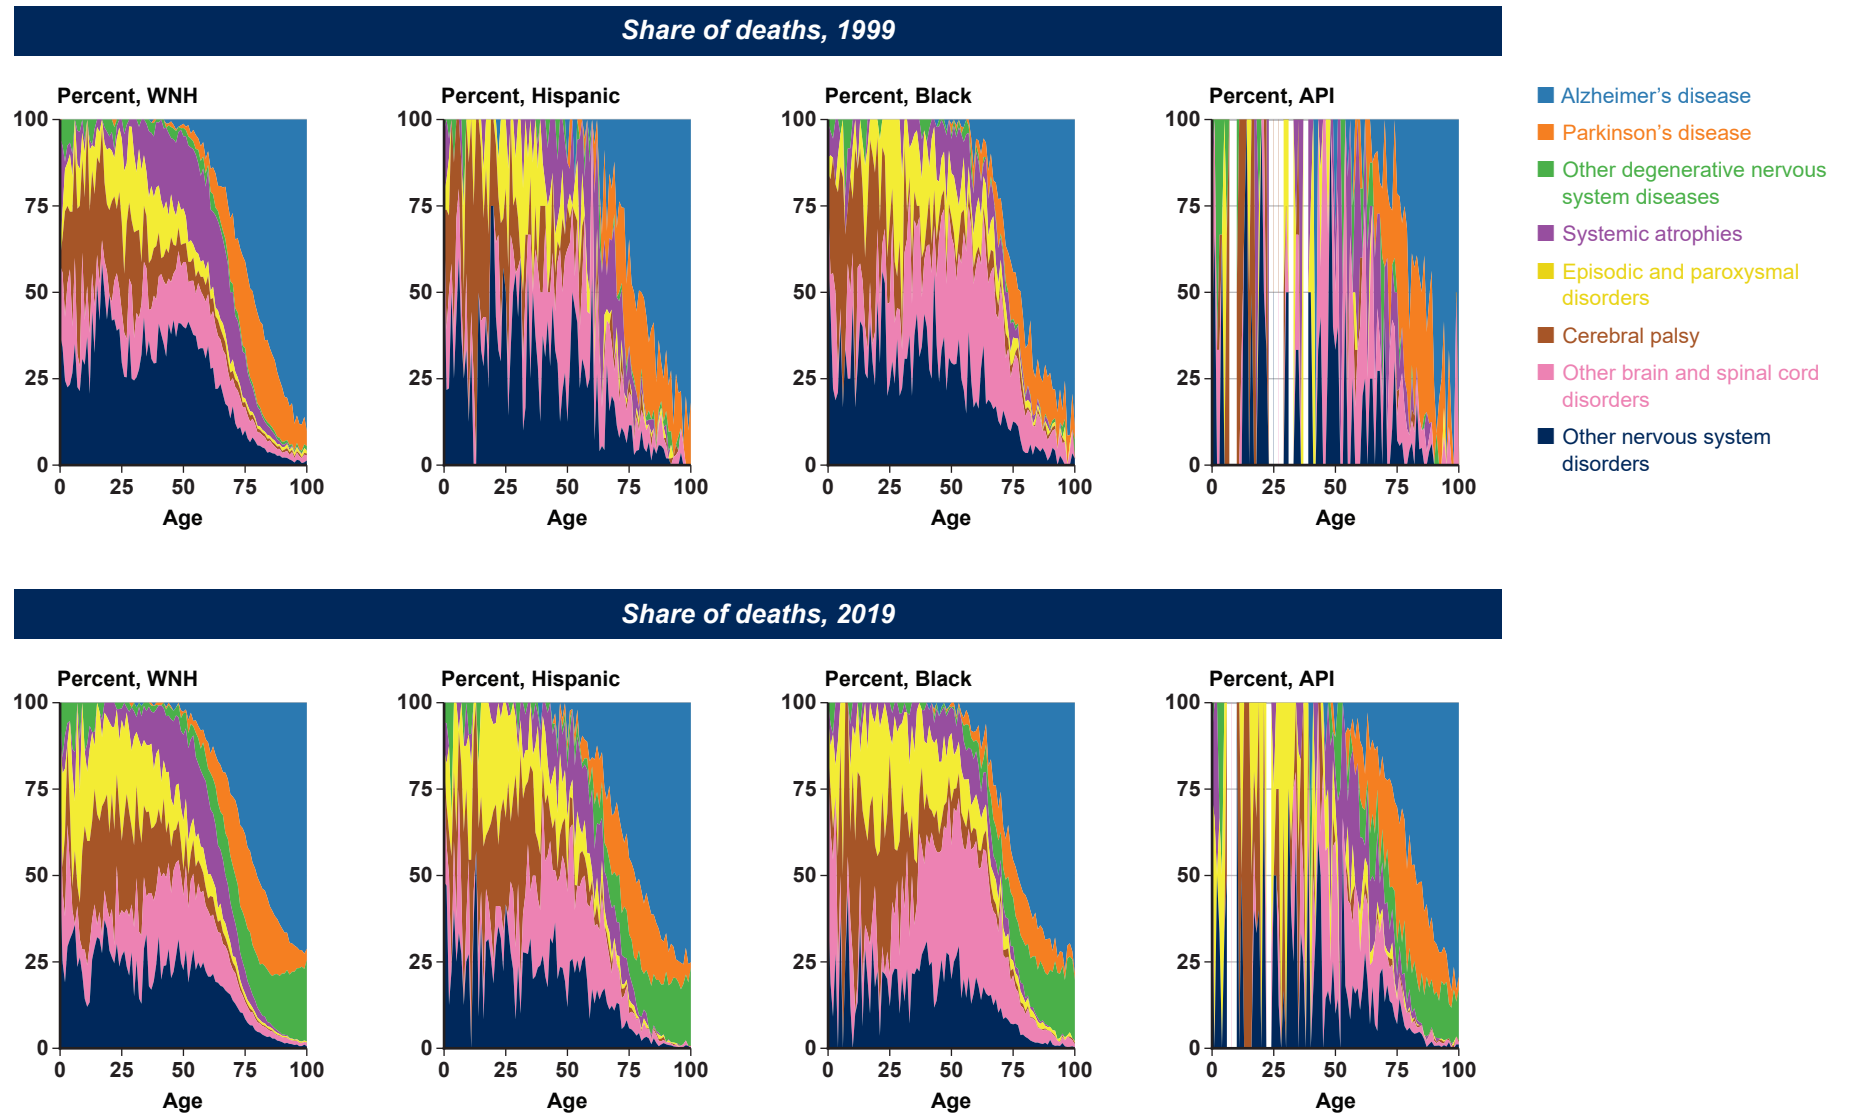 Share of deaths, 1999
Percent, WNH
Percent, Hispanic
Percent, Black
Percent, API
100
75
50
25
0
0 25 50 75 100
Age
100
75
50
25
0
0 25 50 75 100
Age
100
75
50
25
0
0 25 50 75 100
Age
100
75
50
25
0
0 25 50 75 100
Age
Alzheimer’s disease
Parkinson’s disease
Other degenerative nervous
system diseases
Systemic atrophies
Episodic and paroxysmal
disorders
Cerebral palsy
Other brain and spinal cord
disorders
Other nervous system
disorders
Share of deaths, 2019
Percent, WNH
Percent, Hispanic
Percent, Black
Percent, API
100
75
50
25
0
0 25 50 75 100
Age
100
75
50
25
0
0 25 50 75 100
Age
100
75
50
25
0
0 25 50 75 100
Age
100
75
50
25
0
0 25 50 75 100
Age